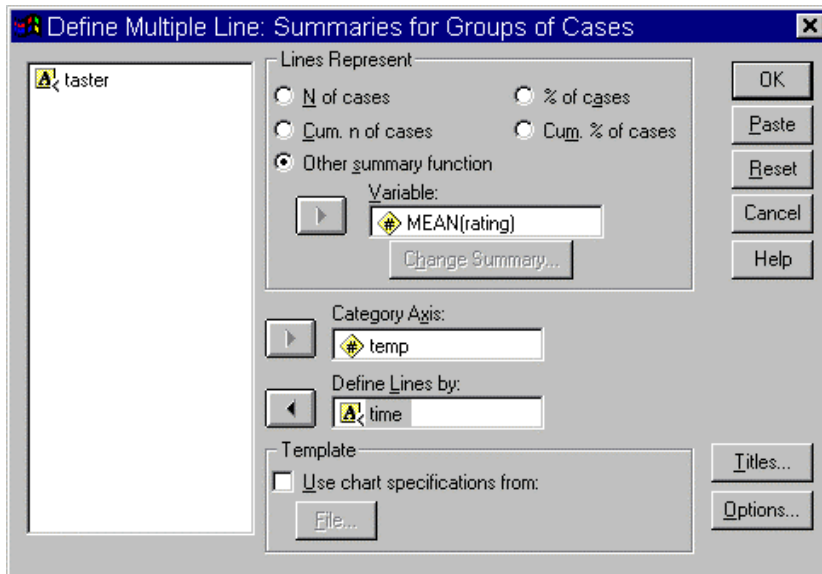 Define Multiple Line: Summaries for Groups of Cases
taster
Lines Represent
N of cases
% of cases
Cum. n of cases
Cum. % of cases
Other summary function
Variable:
MEAN(rating)
Change Summary...
Category Axis:
temp
Define Lines by:
time
Template
Use chart specifications from:
File...
OK
Paste
Reset
Cancel
Help
Titles...
Options...